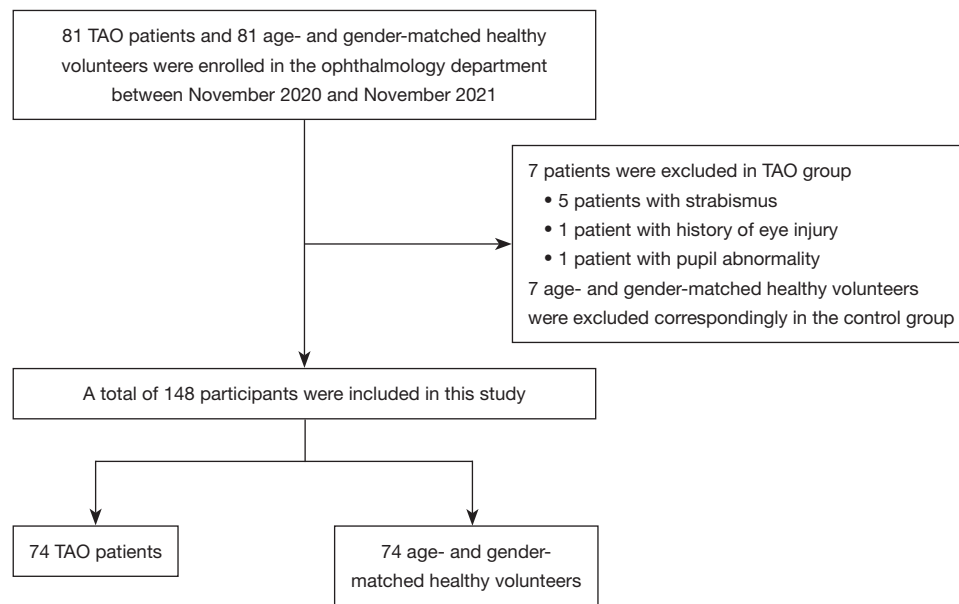 81 TAO patients and 81 age- and gender-matched healthy
volunteers were enrolled in the ophthalmology department
between November 2020 and November 2021
7 patients were excluded in TAO group
• 5 patients with strabismus
• 1 patient with history of eye injury
• 1 patient with pupil abnormality
7 age- and gender-matched healthy volunteers
were excluded correspondingly in the control group
A total of 148 participants were included in this study
74 TAO patients
74 age- and gender-
matched healthy volunteers